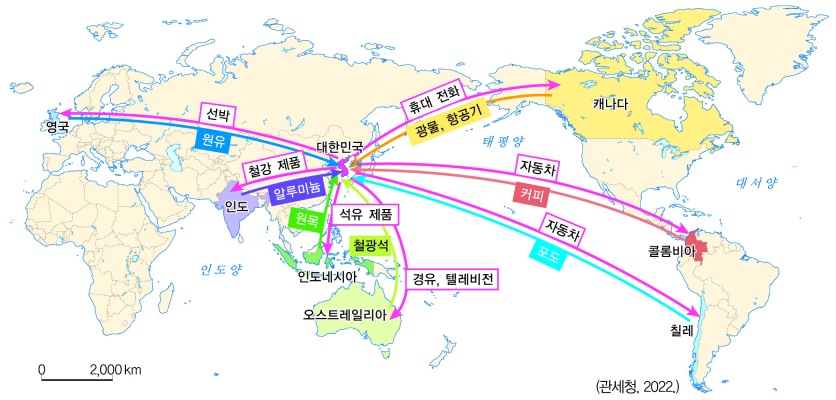 휴대 전화
캐나다
광물, 항공기
선박
영국
원유
대한민국
태평양
철강 제품
자동차
대서양
알루미늄
커피
인도
원목
석유 제품
자동차
철광석
콜롬비아
포도
인도양
인도네시아
경유, 텔레비전
오스트레일리아
칠레
0 2,000 km
(관세청, 2022.)